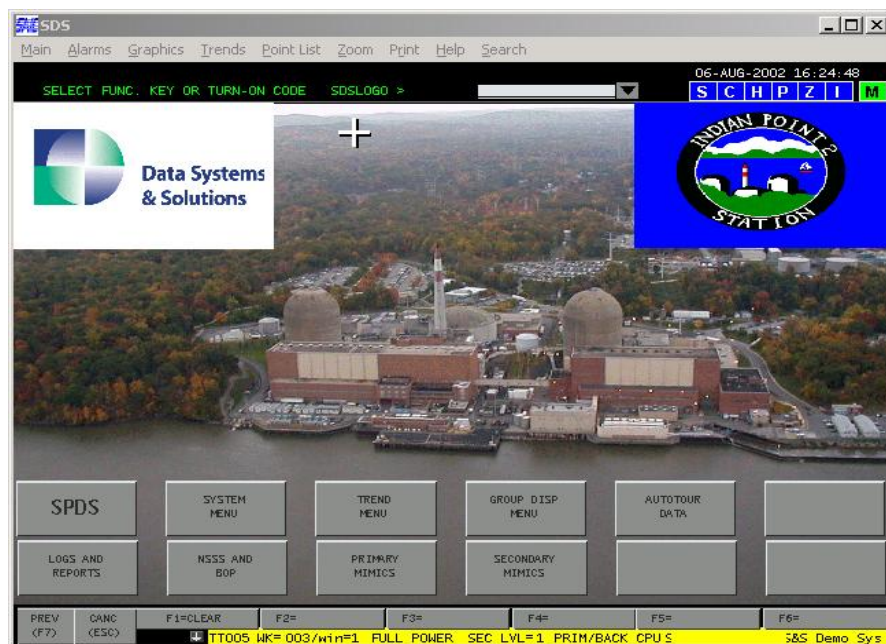 SDS
Main Alarms Graphics Trends Point List Zoom Print Help Search
06-AUG-2002 16:24:48
SELECT FUNC. KEY OR TURN-ON CODE SDSLOGO >
S C H P Z I M
Data Systems
& Solutions
INDIAN POINT 2
STATION
SPDS
SYSTEM
MENU
TREND
MENU
GROUP DISP
MENU
AUTOTOUR
DATA
LOGS AND
REPORTS
NSSS AND
BOP
PRIMARY
MIMICS
SECONDARY
MIMICS
PREV
(F7)
CANC
(ESC)
F1=CLEAR F2= F3= F4= F5= F6=
TT005 WK= 003/win=1 FULL POWER SEC LVL=1 PRIM/BACK CPU S S&S Demo Sys